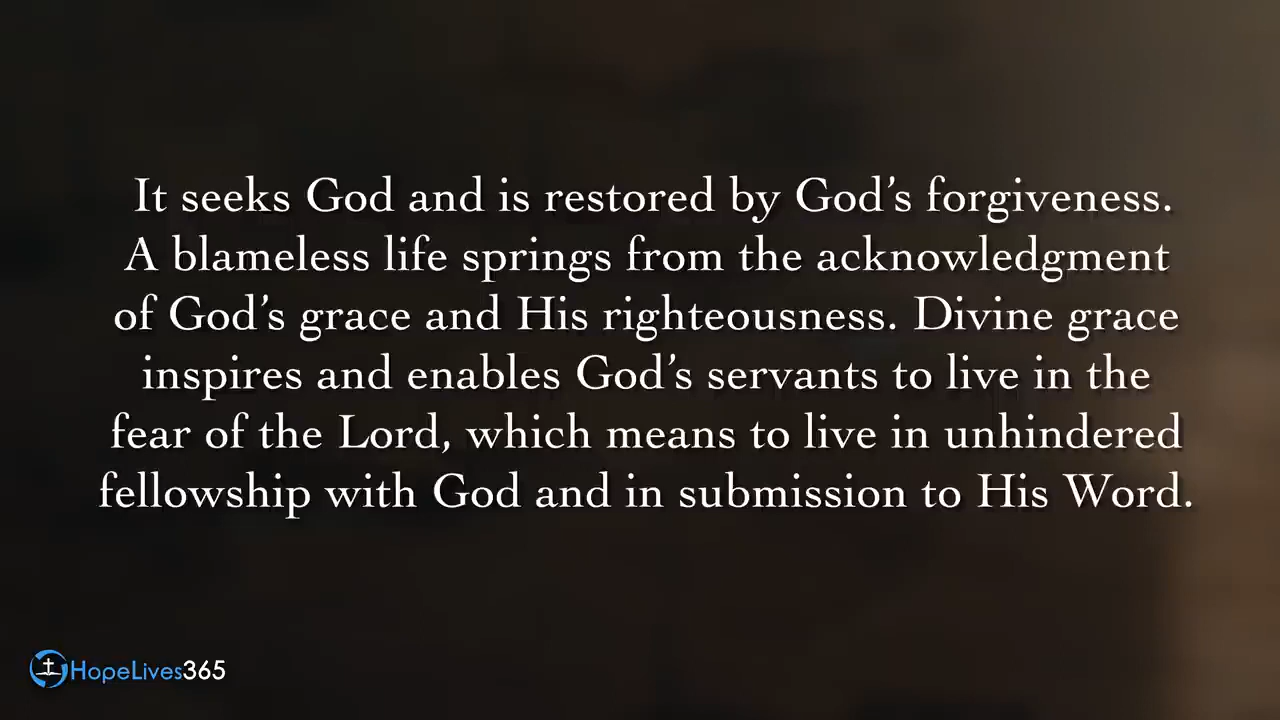 It seeks God and is restored by God’s forgiveness.
A blameless life springs from the acknowledgment
of God’s grace and His righteousness. Divine grace
inspires and enables God’s servants to live in the
fear of the Lord, which means to live in unhindered
fellowship with God and in submission to His Word.
HopeLives365